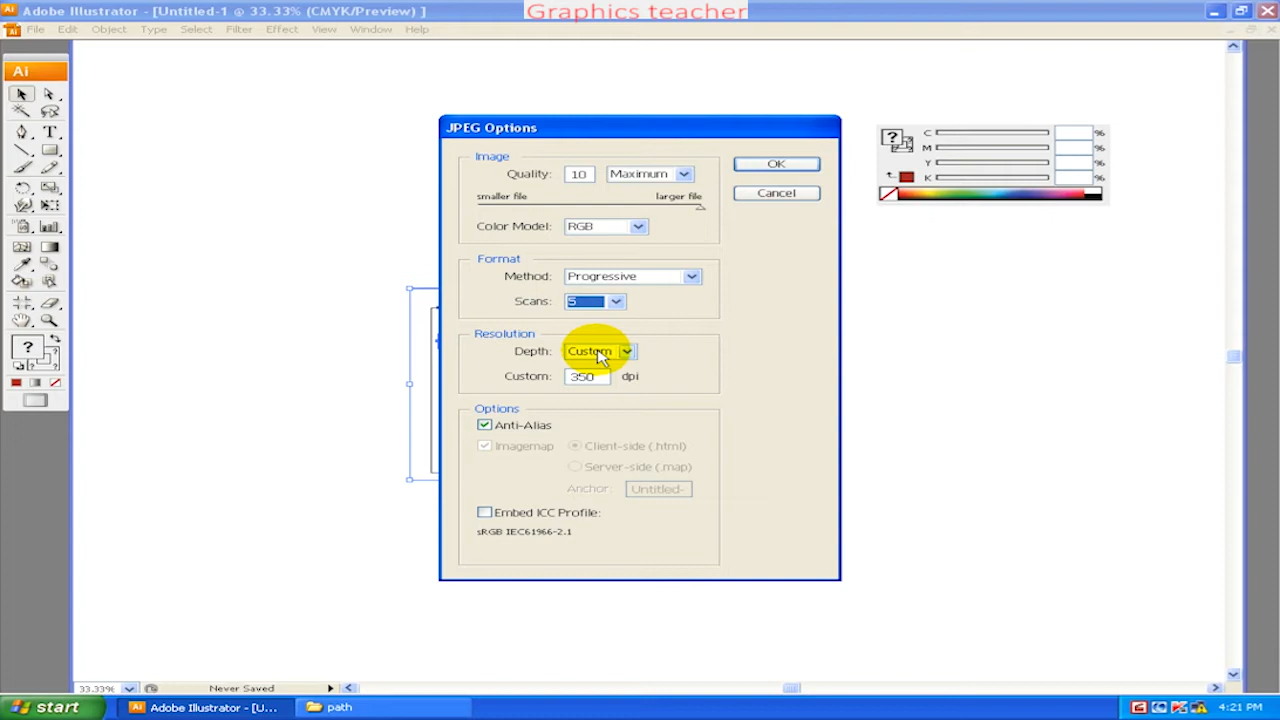 Adobe Illustrator - [Untitled-1 @ 33.33% (CMYK/Preview) ]
Graphics teacher
File Edit Object Type Select Filter Effect View Window Help
Ai
JPEG Options
Image
Quality: 10 Maximum
smaller file larger file
Color Model: RGB
OK
Cancel
Format
Method: Progressive
Scans: 5
Resolution
Depth: Custom
Custom: 350 dpi
Options
Anti-Alias
Imagemap Client-side (.html)
Server-side (.map)
Anchor: Untitled-
Embed ICC Profile:
sRGB IEC61966-2.1
C %
M %
Y %
K %
33.33% Never Saved
start Adobe Illustrator - [U... path 4:21 PM